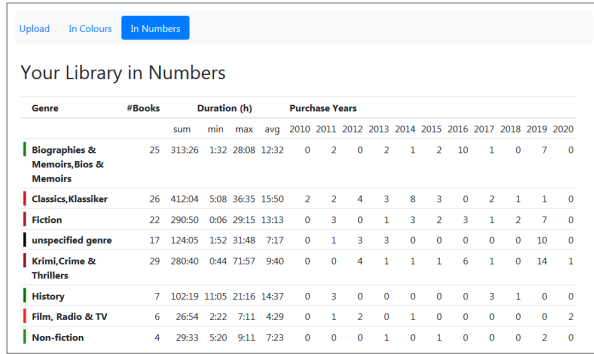 Upload In Colours In Numbers
Your Library in Numbers
Genre #Books Duration (h) Purchase Years
sum min max avg 2010 2011 2012 2013 2014 2015 2016 2017 2018 2019 2020
Biographies & 25 313:26 1:32 28:08 12:32 0 2 0 2 1 2 10 1 0 7 0
Memoirs,Bios &
Memoirs
Classics,Klassiker 26 412:04 5:08 36:35 15:50 2 2 4 3 8 3 0 2 1 1 0
Fiction 22 290:50 0:06 29:15 13:13 0 3 0 1 3 2 3 1 2 7 0
unspecified genre 17 124:05 1:52 31:48 7:17 0 1 3 3 0 0 0 0 0 10 0
Krimi,Crime & 29 280:40 0:44 71:57 9:40 0 0 4 1 1 1 6 1 0 14 1
Thrillers
History 7 102:19 11:05 21:16 14:37 0 3 0 0 0 0 0 3 1 0 0
Film, Radio & TV 6 26:54 2:22 7:11 4:29 0 1 2 0 1 0 0 0 0 0 2
Non-fiction 4 29:33 5:20 9:11 7:23 0 0 0 1 0 1 0 0 0 2 0